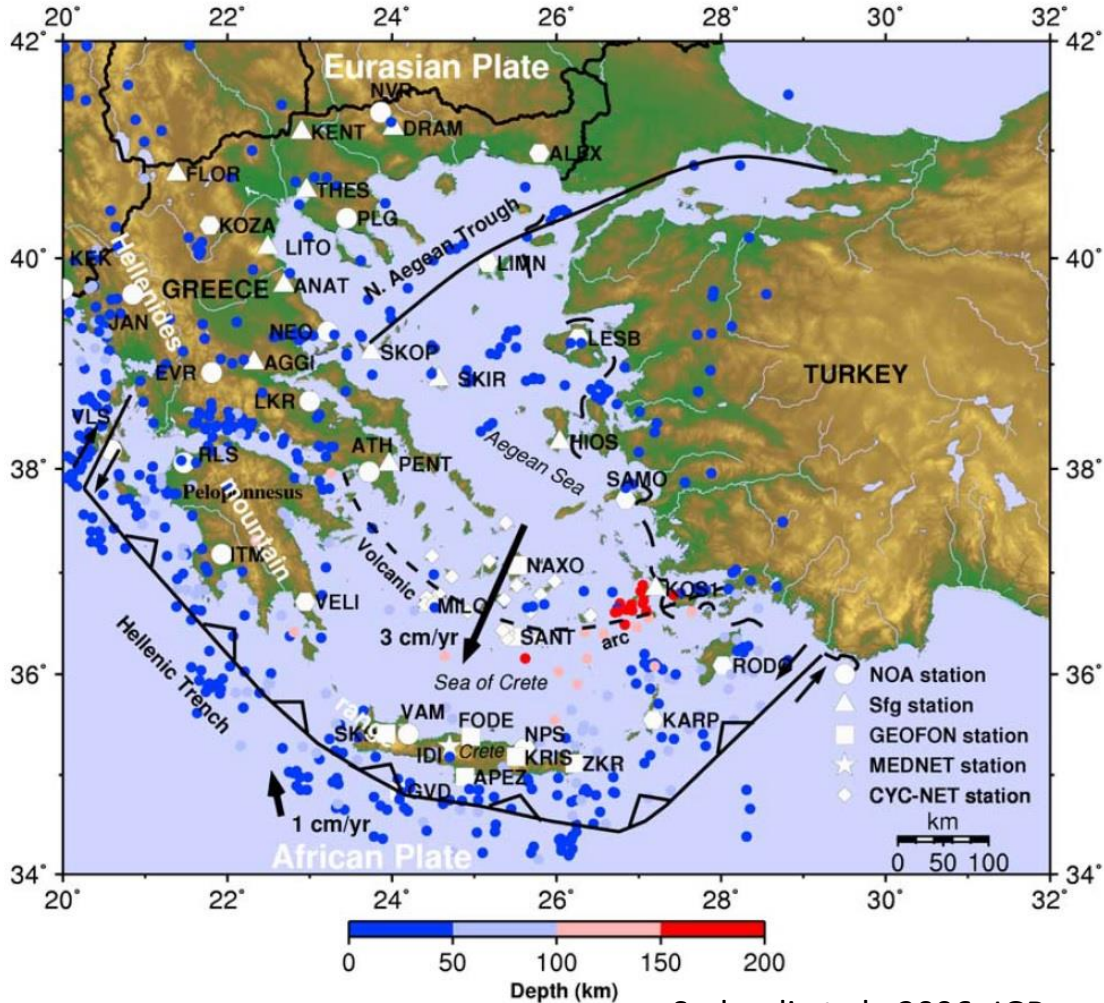 20° 22° 24° 26° 28° 30° 32°
42° 42°
Eurasian Plate
NVR
KENT DRAM
ALEX
FLOR
THES
KOZA PLG
LITO
N. Aegean Trough
40° 40°
KEK
LIMN
Hellenides
GREECE ANAT
JAN
NEO
LESB
SKOP
AGGI
EVR
SKIR
TURKEY
LKR
VLS
HIOS
ATH
RLS
PENT
Aegean Sea
38° 38°
SAMO
Peloponnesus
mountain
ITM
Volcanic
NAXO
KOS1
MILO
VELI
3 cm/yr
SANT
arc
Hellenic Trench
36° 36°
RODO
Sea of Crete
range
VAM
FODE
NPS
KARP
IDI
Crete
KRIS
ZKR
APEZ
GVD
1 cm/yr
African Plate
NOA station
Sfg station
GEOFON station
MEDNET station
CYC-NET station
km
0 50 100
34° 34°
20° 22° 24° 26° 28° 30° 32°
0 50 100 150 200
Depth (km)